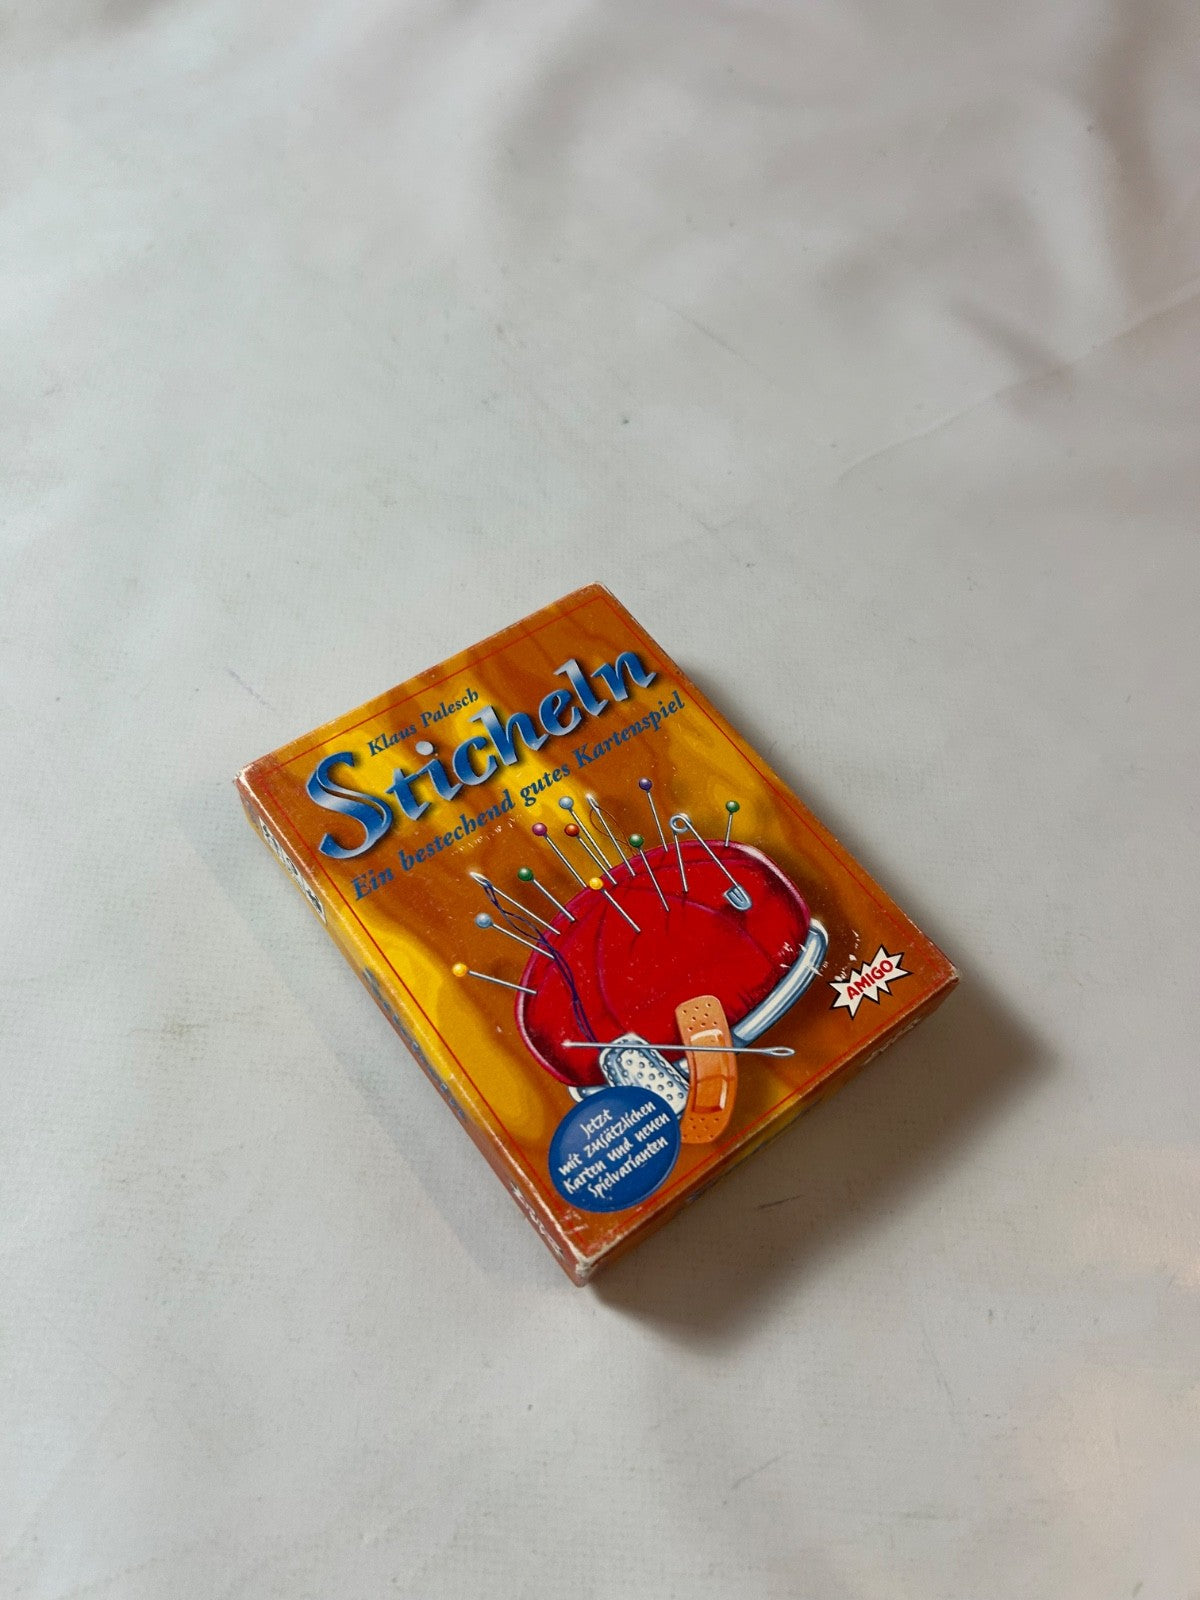 Klaus Palesch
Sticheln
Ein bestechend gutes Kartenspiel
AMIGO
Jetzt
mit zusätzlichen
Karten und neuen
Spielvarianten